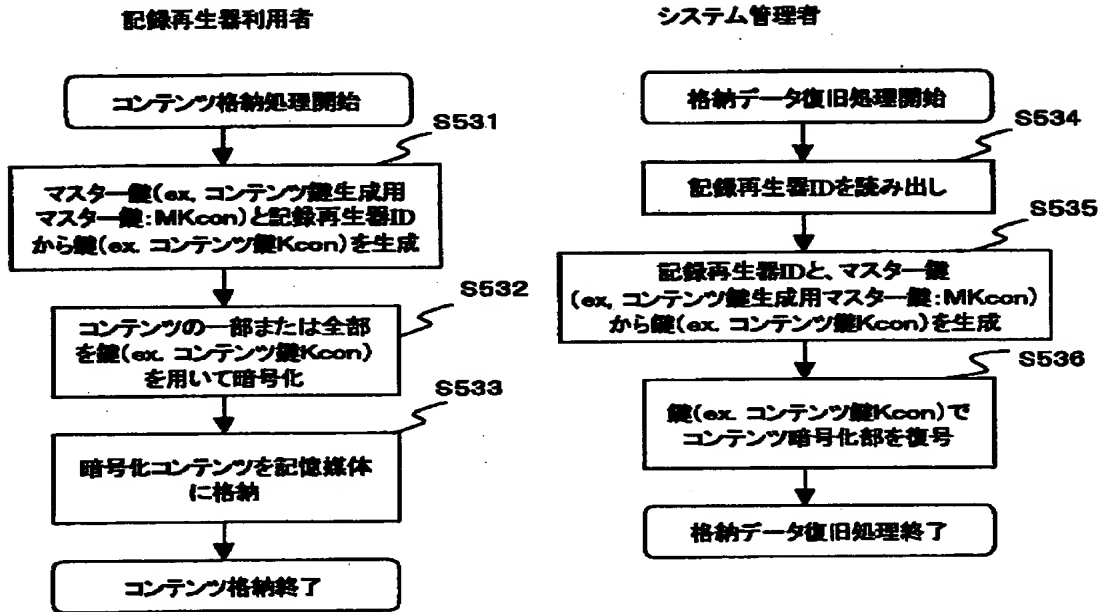 記録再生器利用者
コンテンツ格納処理開始
S531
マスター鍵(ex, コンテンツ鍵生成用
マスター鍵:MKcon)と記録再生器ID
から鍵(ex. コンテンツ鍵Kcon)を生成
S532
コンテンツの一部または全部
を鍵(ex. コンテンツ鍵Kcon)
を用いて暗号化
S533
暗号化コンテンツを記憶媒体
に格納
コンテンツ格納終了
システム管理者
格納データ復旧処理開始
S534
記録再生器IDを読み出し
S535
記録再生器IDと、マスター鍵
(ex, コンテンツ鍵生成用マスター鍵:MKcon)
から鍵(ex. コンテンツ鍵Kcon)を生成
S536
鍵(ex. コンテンツ鍵Kcon)で
コンテンツ暗号化部を復号
格納データ復旧処理終了